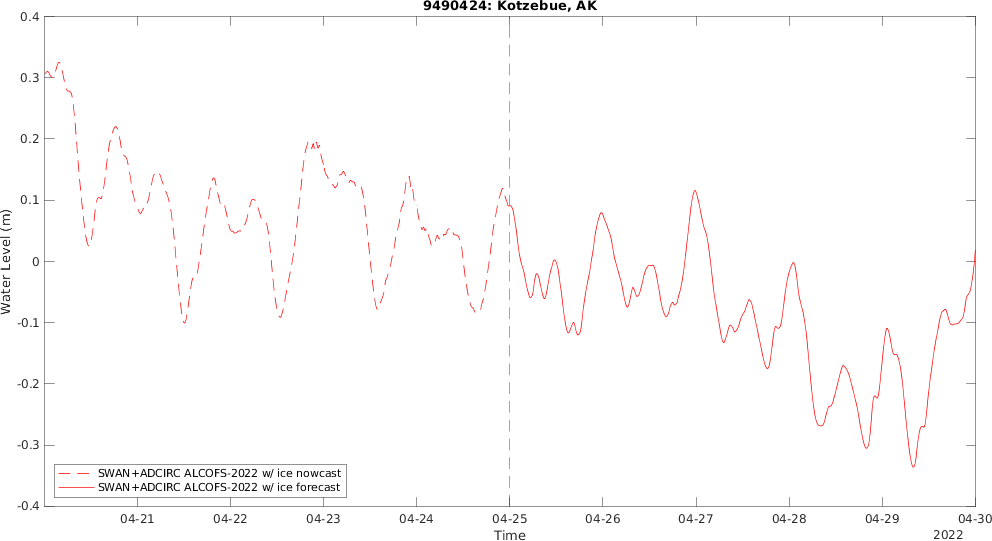 9490424: Kotzebue, AK
0.4
0.3
0.2
0.1
0
-0.1
-0.2
-0.3
-0.4
Water Level (m)
SWAN+ADCIRC ALCOFS-2022 w/ ice nowcast
SWAN+ADCIRC ALCOFS-2022 w/ ice forecast
04-21 04-22 04-23 04-24 04-25 04-26 04-27 04-28 04-29 04-30
Time
2022